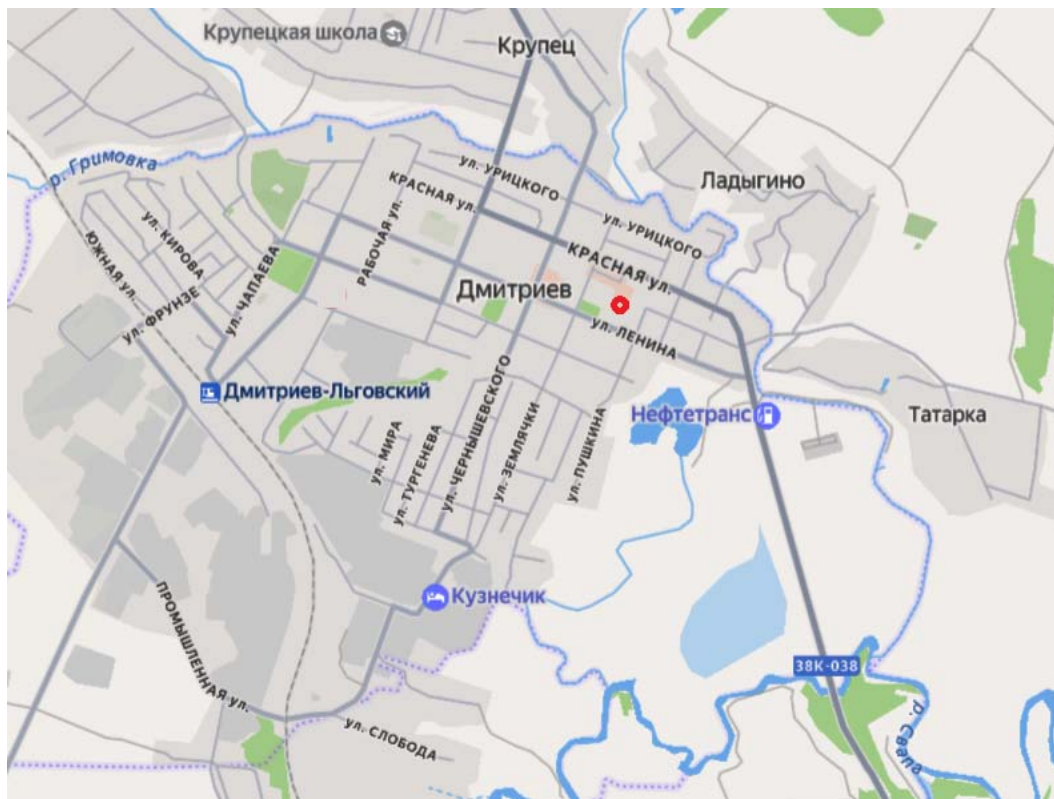 Крупецкая школа
Крупец
р. Гримовка
ул. УРИЦКОГО
Ладыгино
КРАСНАЯ ул.
ул. КИРОВА
РАБОЧАЯ ул.
ул. УРИЦКОГО
ЮЖНАЯ ул.
ул. ЧАПАЕВА
КРАСНАЯ ул.
Дмитриев
ул. ФРУНЗЕ
ул. ЛЕНИНА
Дмитриев-Льговский
Нефтетранс
Татарка
ул. МИРА
ул. ТУРГЕНЕВА
ул. ЧЕРНЫШЕВСКОГО
ул. ЗЕМЛЯЧКИ
ул. ПУШКИНА
Кузнечик
ПРОМЫШЛЕННАЯ ул.
38К-038
ул. СЛОБОДА
р. Свапа